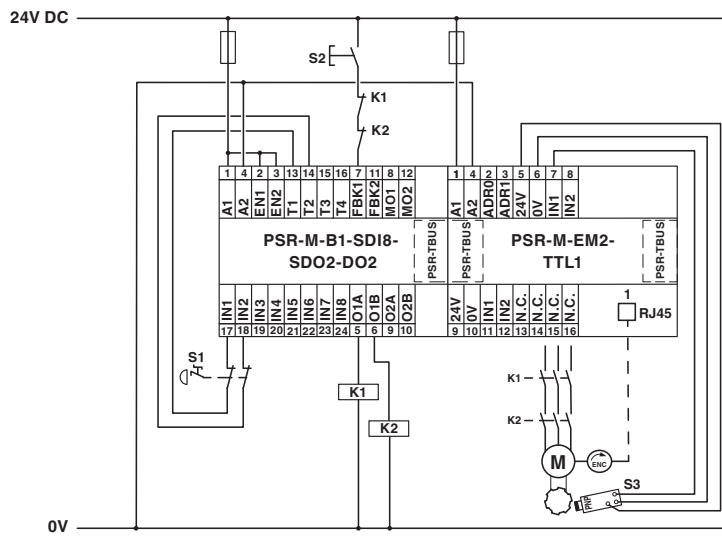 24V DC
S2
K1
K2
1 4 2 3 13 14 15 16 7 11 8 12
A1 A2 EN1 EN2 T1 T2 T3 T4 FBK1 FBK2 MO1 MO2
1 4 2 3 5 6 7 8
A1 A2 ADR0 ADR1 24V 0V IN1 IN2
PSR-M-B1-SDI8-
SDO2-DO2
PSR-TBUS
PSR-TBUS
PSR-M-EM2-
TTL1
PSR-TBUS
IN1 IN2 IN3 IN4 IN5 IN6 IN7 IN8 O1A O1B O2A O2B
17 18 19 20 21 22 23 24 5 6 9 10
24V 0V IN1 IN2 N.C. N.C. N.C. N.C.
9 10 11 12 13 14 15 16
1
RJ45
S1
K1
K2
K1
K2
M
ENC
S3
PNP
0V